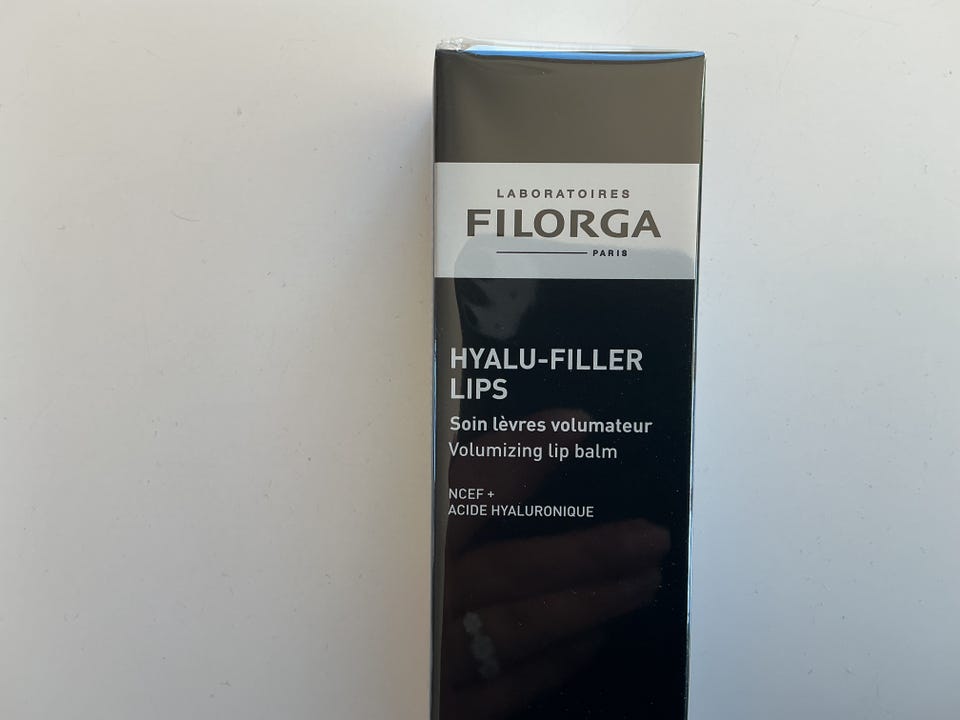 LABORATOIRES
FILORGA
PARIS
HYALU-FILLER
LIPS
Soin lèvres volumateur
Volumizing lip balm
NCEF +
ACIDE HYALURONIQUE